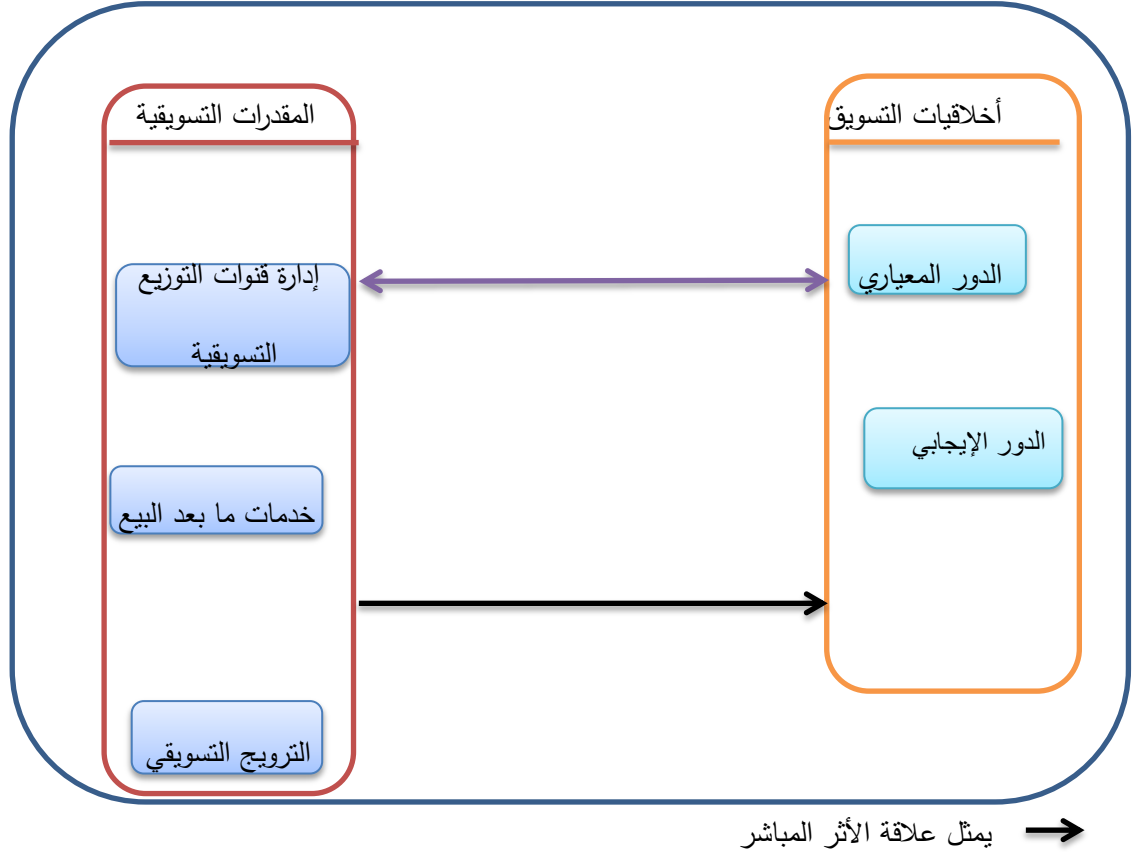 أخلاقيات التسويق
الدور المعياري
الدور الإيجابي
المقدرات التسويقية
إدارة قنوات التوزيع
التسويقية
خدمات ما بعد البيع
الترويج التسويقي
يمثل علاقة الأثر المباشر